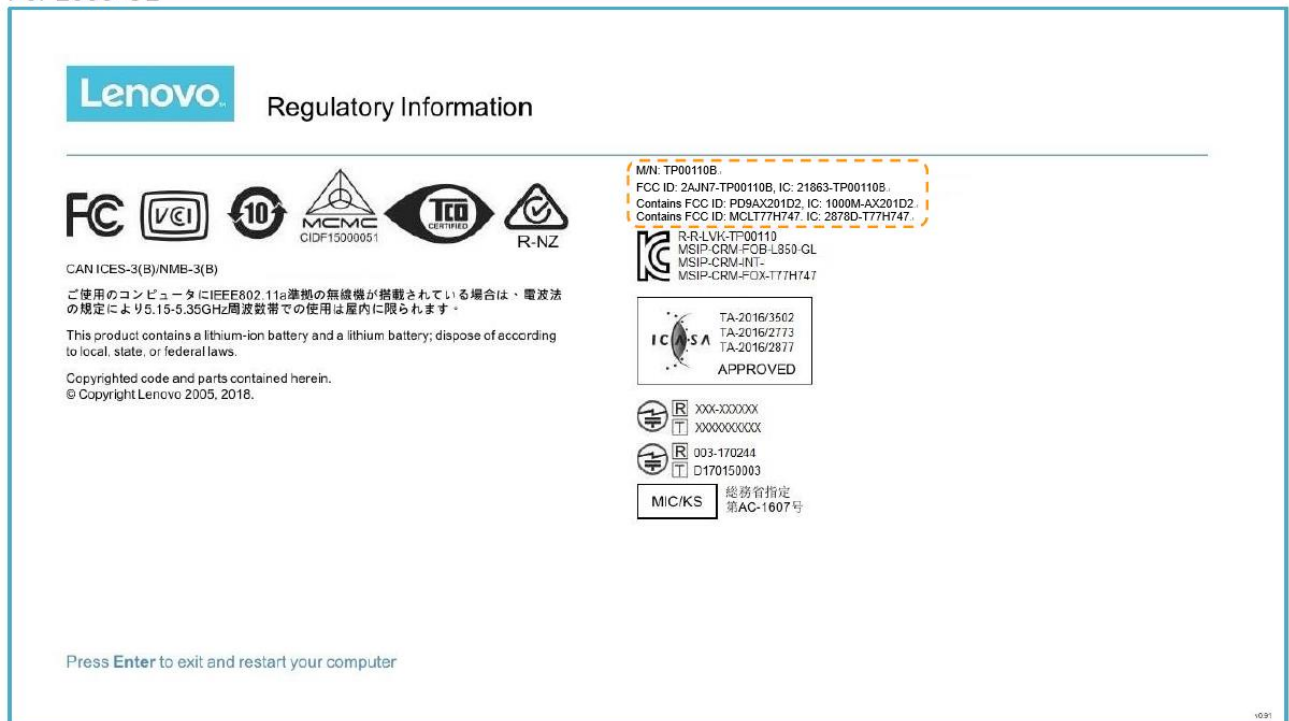 Lenovo
Regulatory Information
FC
VCI
10
MCMC
CIDF15000051
TCO
CERTIFIED
R-NZ
CAN ICES-3(B)/NMB-3(B)
ご使用のコンピュータにIEEE802.11a準拠の無線機が搭載されている場合は、電波法
の規定により5.15-5.35GHz周波数帯での使用は屋内に限られます。
This product contains a lithium-ion battery and a lithium battery; dispose of according
to local, state, or federal laws.
Copyrighted code and parts contained herein.
© Copyright Lenovo 2005, 2018.
M/N: TP00110B
FCC ID: 2AJN7-TP00110B, IC: 21863-TP00110B
Contains FCC ID: PD9AX201D2, IC: 1000M-AX201D2
Contains FCC ID: MCLT77H747. IC: 2878D-T77H747
R-R-LVK-TP00110
MSIP-CRM-FOB-L850-GL
MSIP-CRM-INT-
MSIP-CRM-FOX-T77H747
ICASA
TA-2016/3502
TA-2016/2773
TA-2016/2877
APPROVED
R XXX-XXXXXX
T XXXXXXXXXX
R 003-170244
T D170150003
MIC/KS
総務省指定
第AC-1607号
Press Enter to exit and restart your computer
v0.91